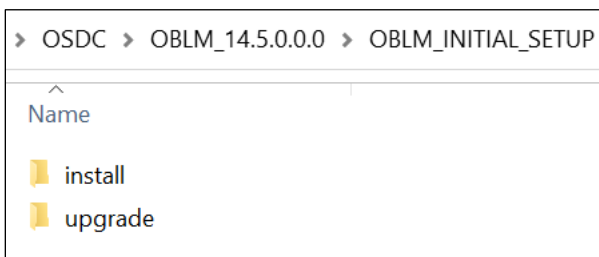 > OSDC > OBLM_14.5.0.0.0 > OBLM_INITIAL_SETUP
Name
install
upgrade